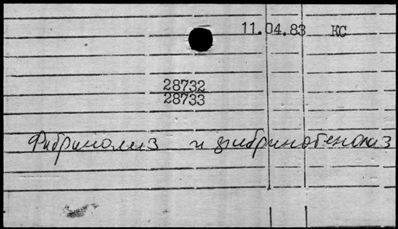 11.04.83 КС
28732
28733
Фибринолиз и фибриногенолиз